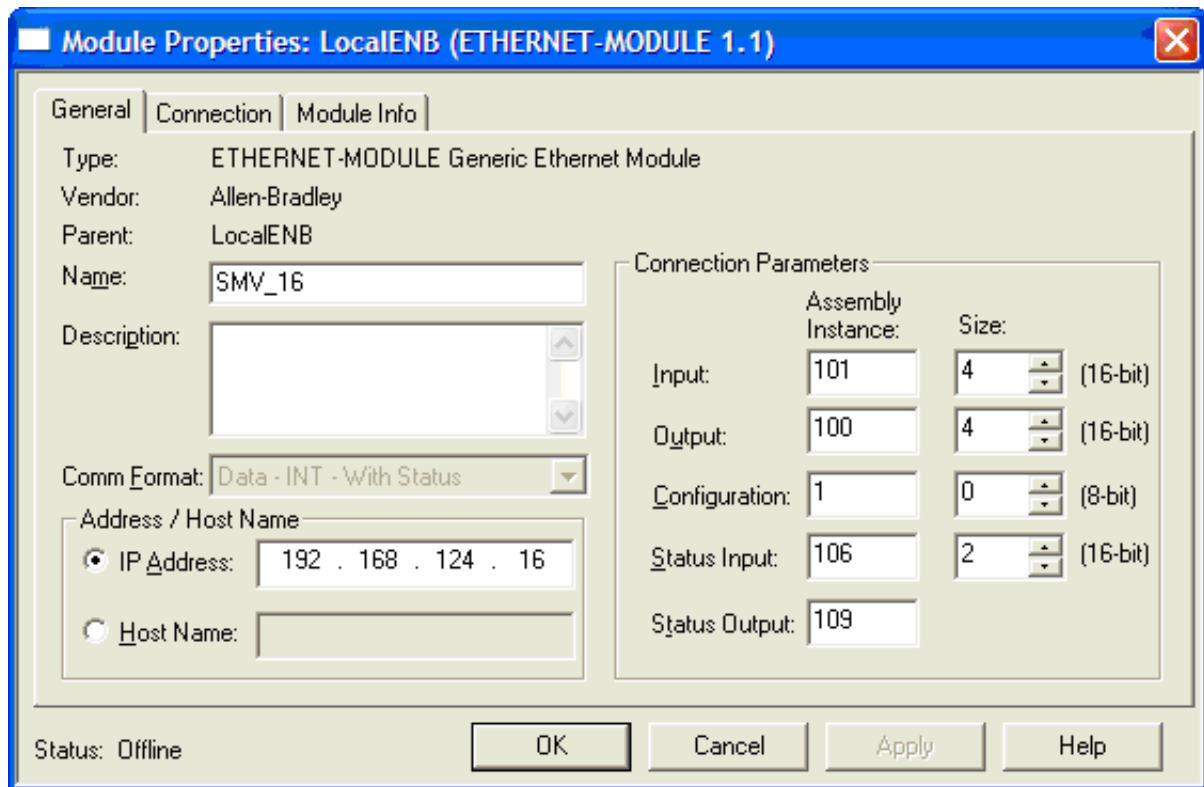 Module Properties: LocalENB (ETHERNET-MODULE 1.1)
General Connection Module Info
Type: ETHERNET-MODULE Generic Ethernet Module
Vendor: Allen-Bradley
Parent: LocalENB
Name: SMV_16
Description:
Comm Format: Data - INT - With Status
Address / Host Name
IP Address: 192 . 168 . 124 . 16
Host Name:
Connection Parameters
Assembly
Instance: Size:
Input: 101 4 (16-bit)
Output: 100 4 (16-bit)
Configuration: 1 0 (8-bit)
Status Input: 106 2 (16-bit)
Status Output: 109
Status: Offline OK Cancel Apply Help